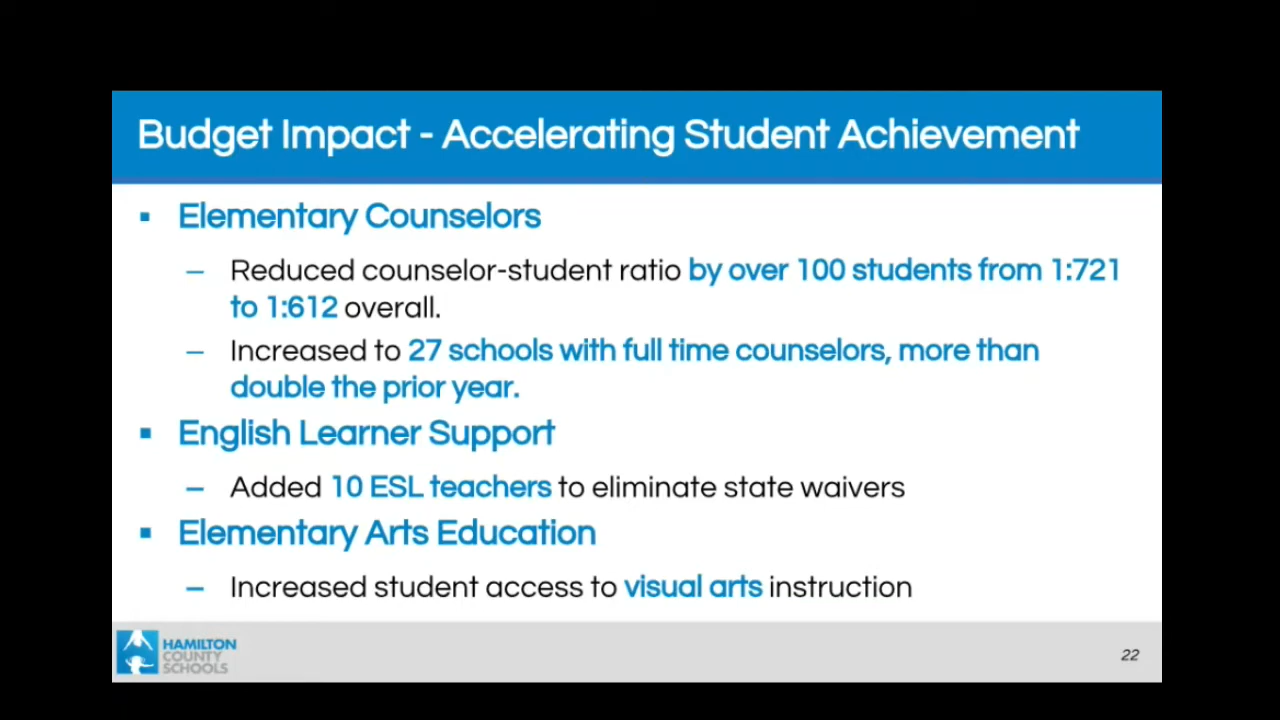 Budget Impact - Accelerating Student Achievement
▪ Elementary Counselors
– Reduced counselor-student ratio by over 100 students from 1:721
to 1:612 overall.
– Increased to 27 schools with full time counselors, more than
double the prior year.
▪ English Learner Support
– Added 10 ESL teachers to eliminate state waivers
▪ Elementary Arts Education
– Increased student access to visual arts instruction
HAMILTON
COUNTY
SCHOOLS
22